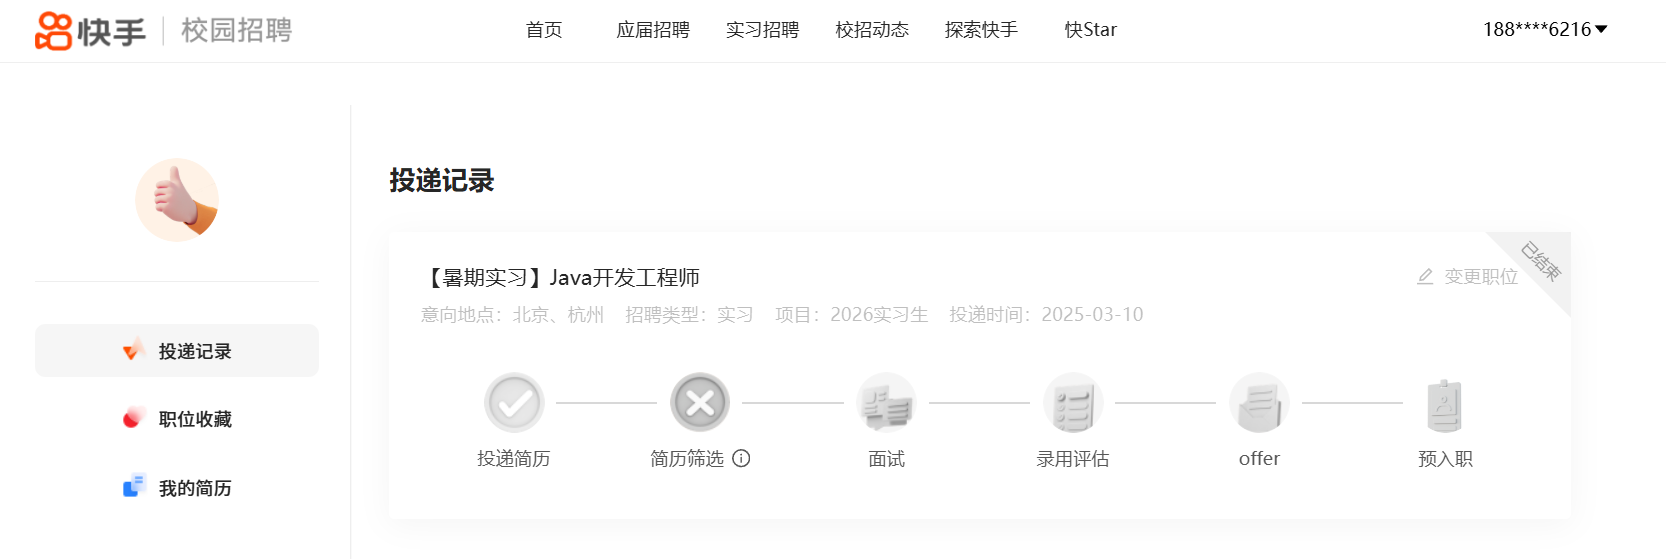 快手 | 校园招聘
首页 应届招聘 实习招聘 校招动态 探索快手 快Star
188****6216
投递记录
职位收藏
我的简历
投递记录
已结束
【暑期实习】Java开发工程师
变更职位
意向地点：北京、杭州 招聘类型：实习 项目：2026实习生 投递时间：2025-03-10
投递简历 简历筛选 面试 录用评估 offer 预入职